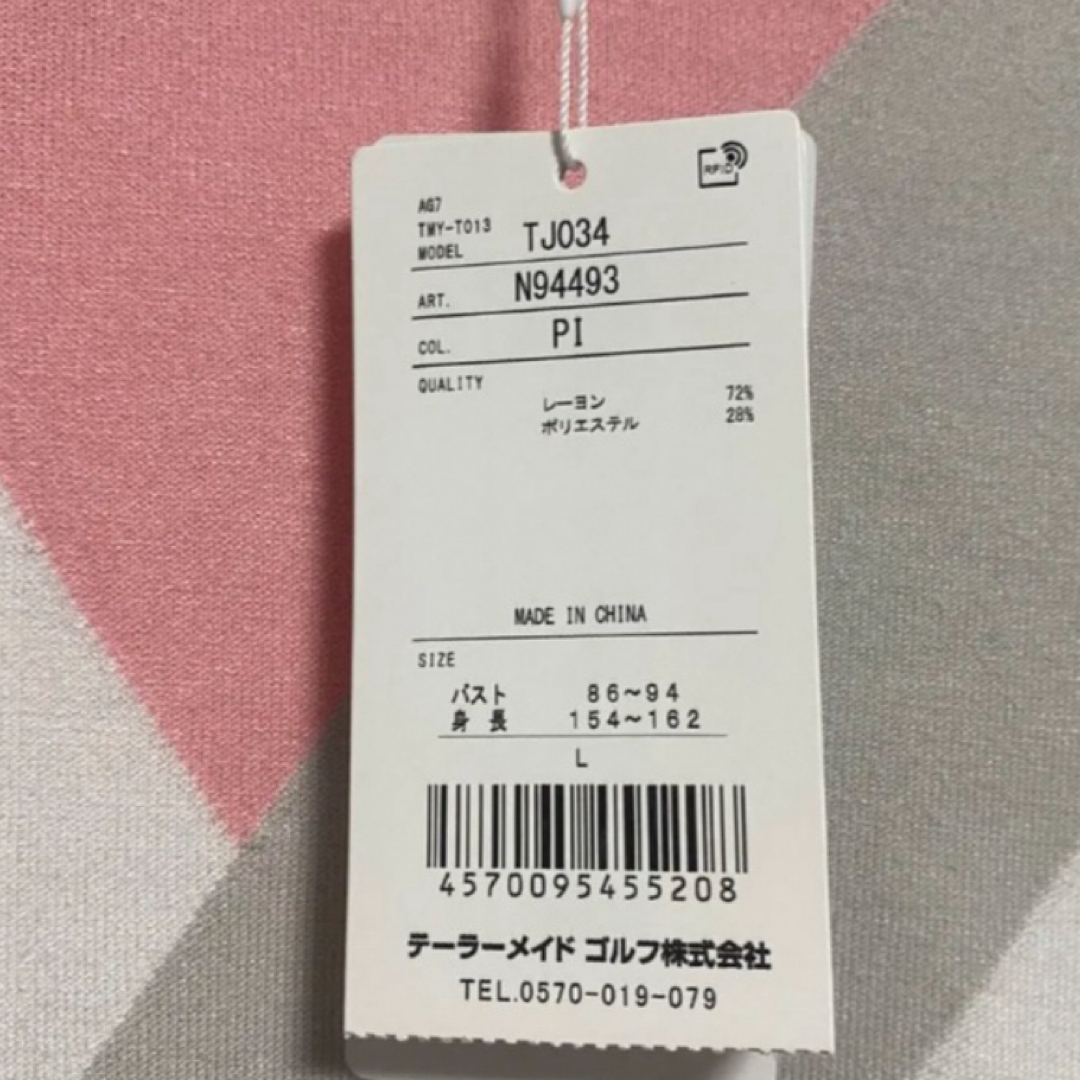 RFID
AG7
TMY-T013
MODEL TJ034
ART. N94493
COL. PI
QUALITY
レーヨン 72%
ポリエステル 28%
MADE IN CHINA
SIZE
バスト 86~94
身長 154~162
L
4570095455208
テーラーメイド ゴルフ株式会社
TEL.0570-019-079